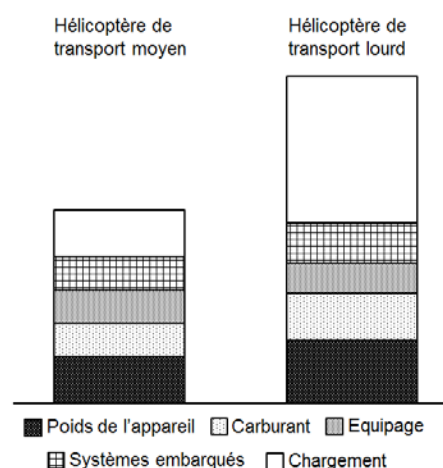 Hélicoptère de
transport moyen
Hélicoptère de
transport lourd
Poids de l'appareil Carburant Equipage
Systèmes embarqués Chargement